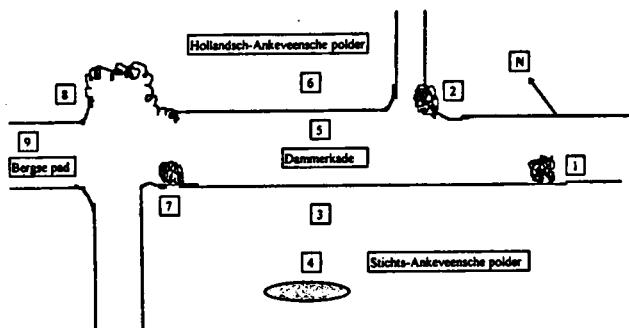 Hollandsch-Ankeveensche polder
N
8
6
2
5
9
Bergse pad
Dammerkade
1
7
3
4
Stichts-Ankeveensche polder